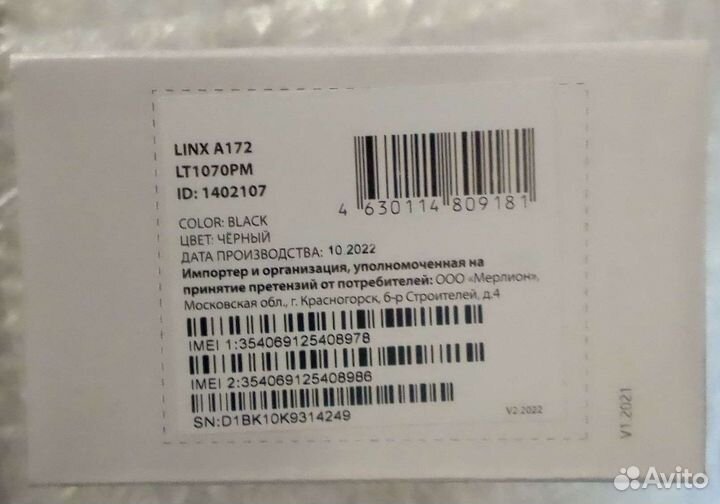 LINX A172
LT1070PM
ID: 1402107
4 630114 809181
COLOR: BLACK
ЦВЕТ: ЧЁРНЫЙ
ДАТА ПРОИЗВОДСТВА: 10.2022
Импортер и организация, уполномоченная на
принятие претензий от потребителей: ООО «Мерлион»,
Московская обл., г. Красногорск, б-р Строителей, д.4
IMEI 1:354069125408978
IMEI 2:354069125408986
SN:D1BK10K9314249
V2.2022
V1.2021
Avito